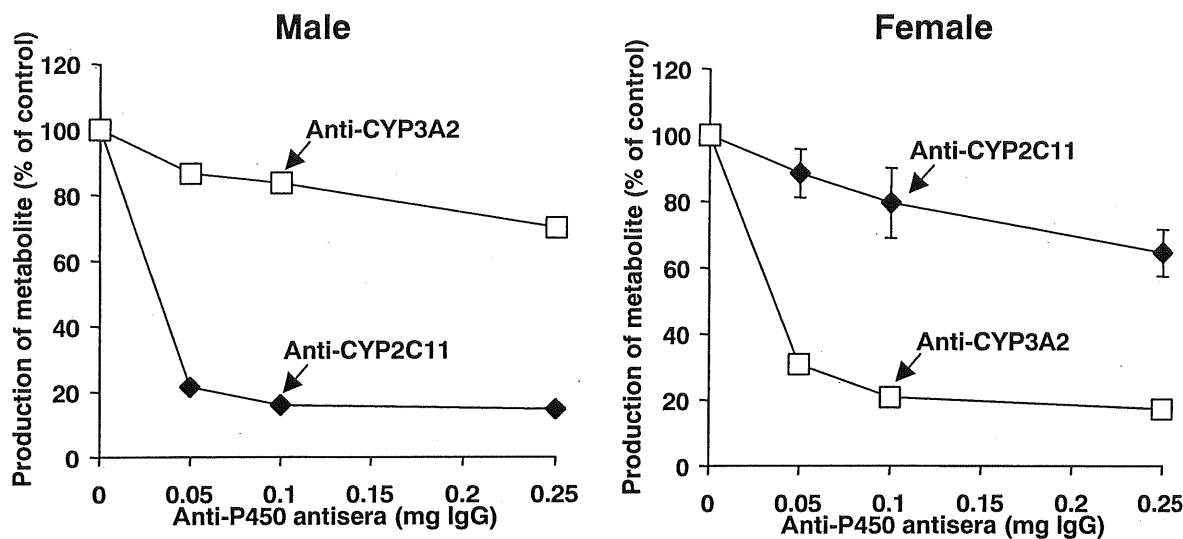 Male
Production of metabolite (% of control)
120
100
80
60
40
20
0
Anti-CYP3A2
Anti-CYP2C11
0 0.05 0.1 0.15 0.2 0.25
Anti-P450 antisera (mg IgG)
Female
Production of metabolite (% of control)
120
100
80
60
40
20
0
Anti-CYP2C11
Anti-CYP3A2
0 0.05 0.1 0.15 0.2 0.25
Anti-P450 antisera (mg IgG)